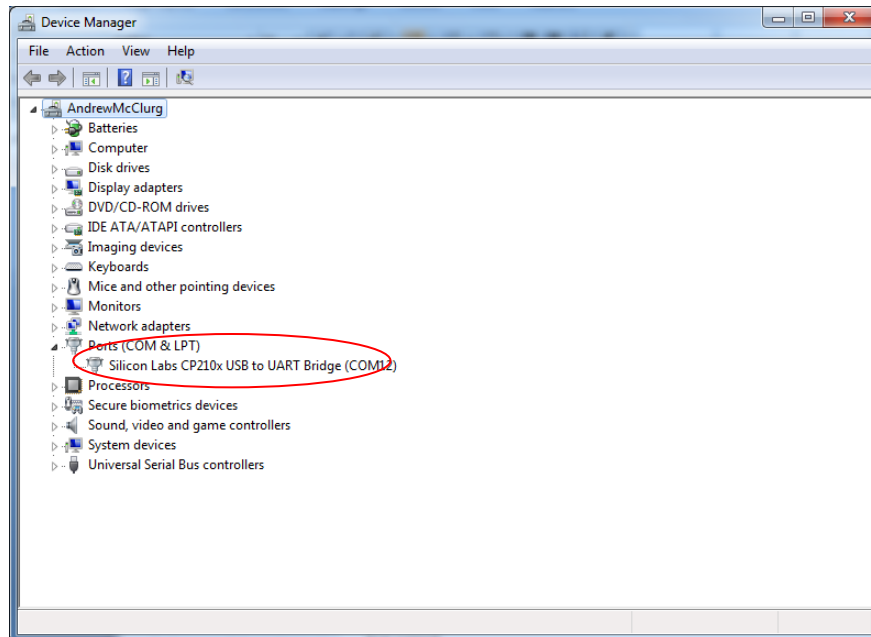 Device Manager
File Action View Help
AndrewMcClurg
Batteries
Computer
Disk drives
Display adapters
DVD/CD-ROM drives
IDE ATA/ATAPI controllers
Imaging devices
Keyboards
Mice and other pointing devices
Monitors
Network adapters
Ports (COM & LPT)
Silicon Labs CP210x USB to UART Bridge (COM12)
Processors
Secure biometrics devices
Sound, video and game controllers
System devices
Universal Serial Bus controllers